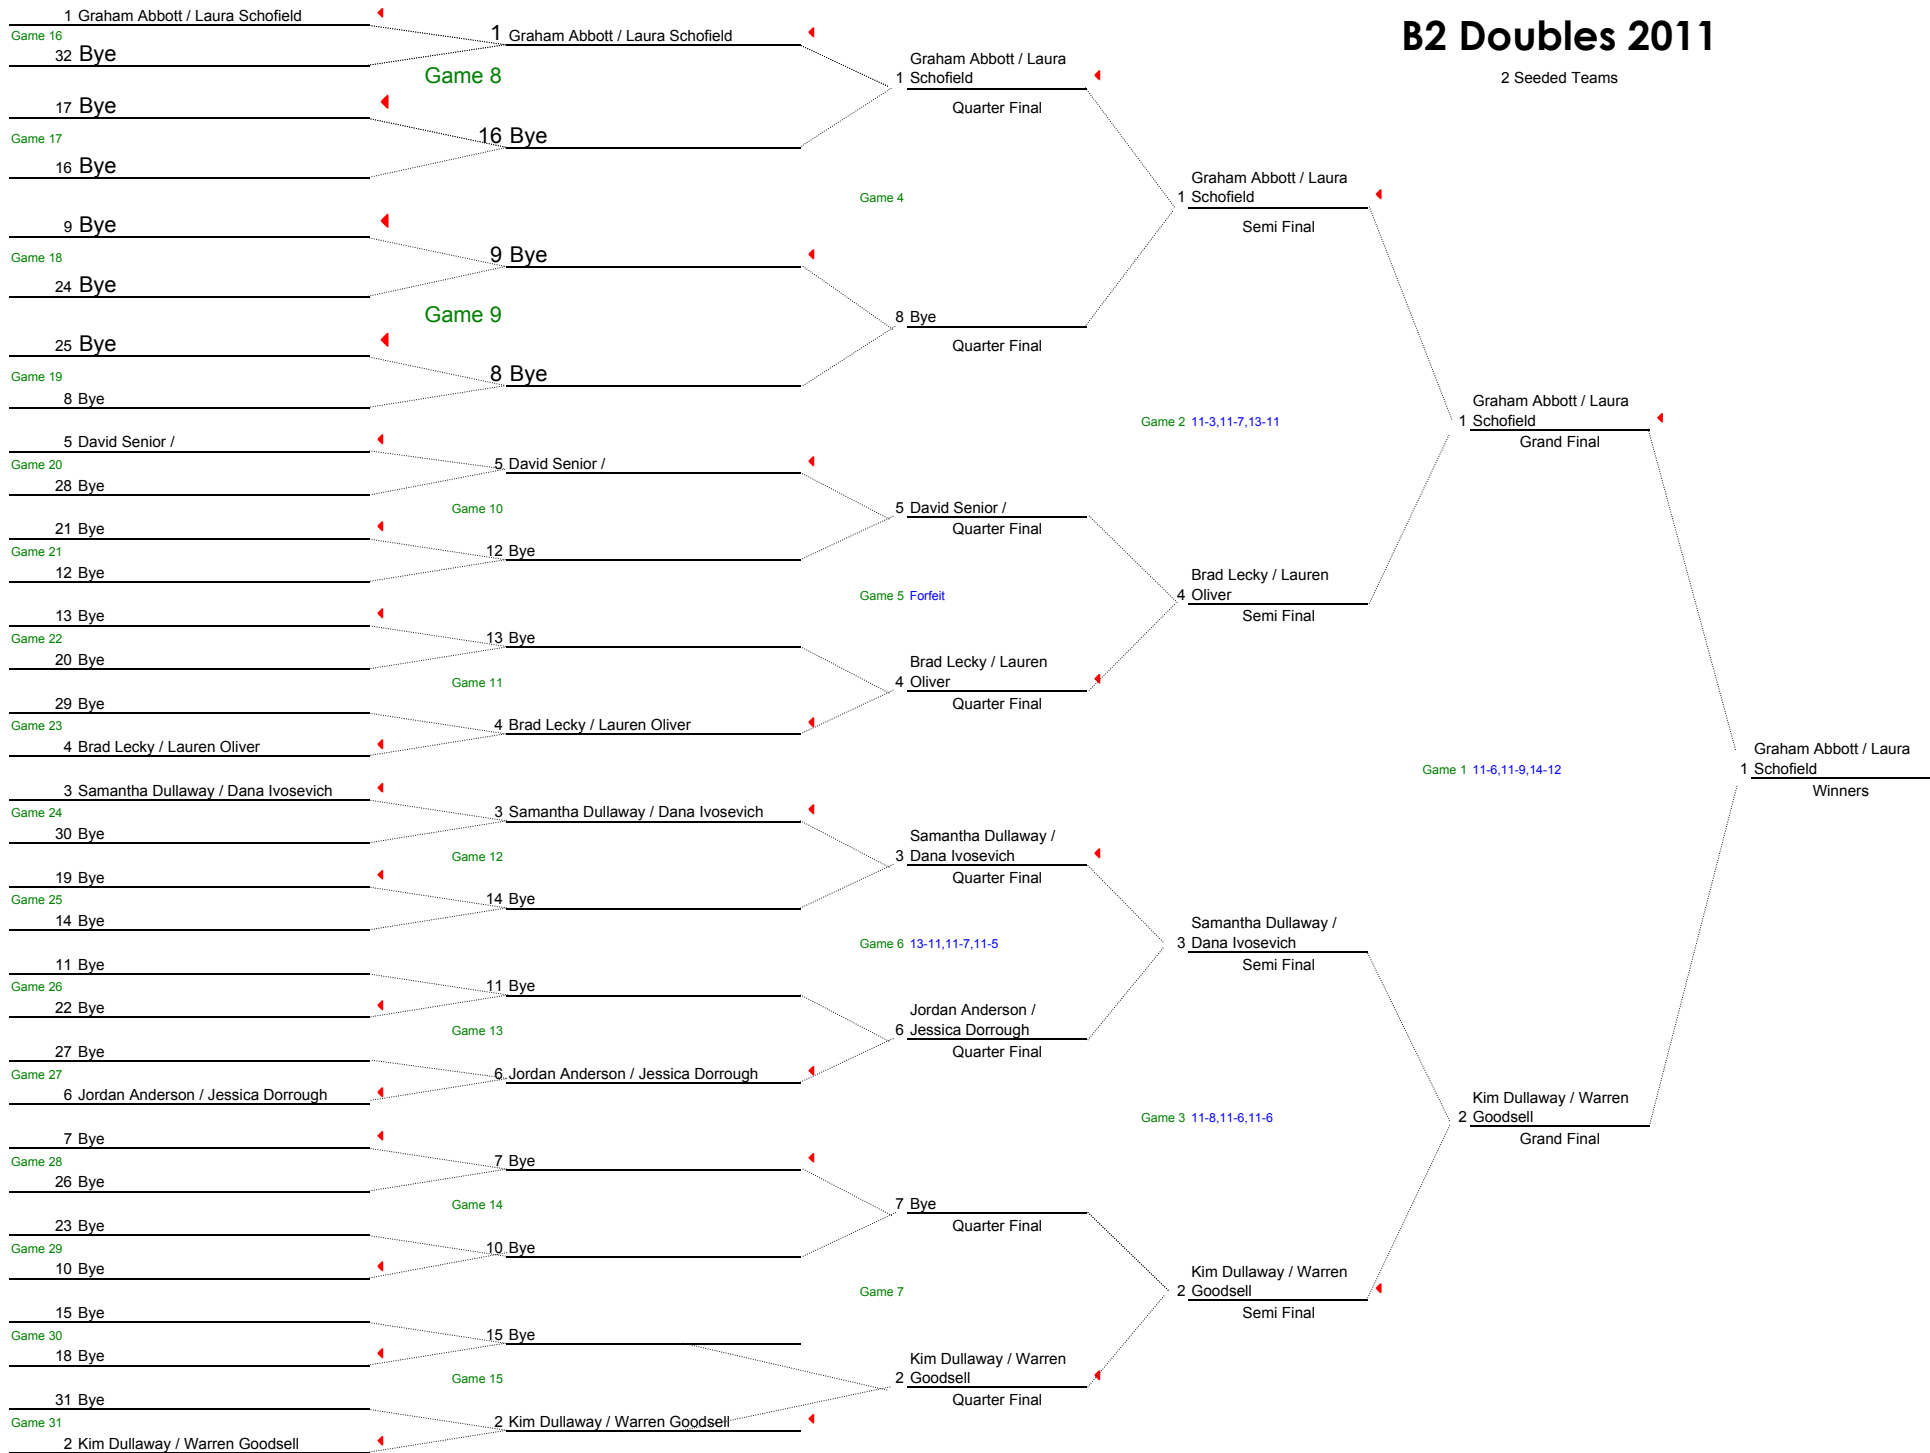 B2 Doubles 2011
2 Seeded Teams
1 Graham Abbott / Laura Schofield
Game 16
32 Bye
17 Bye
Game 17
16 Bye
9 Bye
Game 18
24 Bye
25 Bye
Game 19
8 Bye
5 David Senior /
Game 20
28 Bye
21 Bye
Game 21
12 Bye
13 Bye
Game 22
20 Bye
29 Bye
Game 23
4 Brad Lecky / Lauren Oliver
3 Samantha Dullaway / Dana Ivosevich
Game 24
30 Bye
19 Bye
Game 25
14 Bye
11 Bye
Game 26
22 Bye
27 Bye
Game 27
6 Jordan Anderson / Jessica Dorrough
7 Bye
Game 28
26 Bye
23 Bye
Game 29
10 Bye
15 Bye
Game 30
18 Bye
31 Bye
Game 31
2 Kim Dullaway / Warren Goodsell
1 Graham Abbott / Laura Schofield
Game 8
16 Bye
9 Bye
Game 9
8 Bye
5 David Senior /
Game 10
12 Bye
13 Bye
Game 11
4 Brad Lecky / Lauren Oliver
3 Samantha Dullaway / Dana Ivosevich
Game 12
14 Bye
11 Bye
Game 13
6 Jordan Anderson / Jessica Dorrough
7 Bye
Game 14
10 Bye
15 Bye
Game 15
2 Kim Dullaway / Warren Goodsell
Graham Abbott / Laura
1 Schofield
Quarter Final
Game 4
8 Bye
Quarter Final
5 David Senior /
Quarter Final
Game 5 Forfeit
Brad Lecky / Lauren
4 Oliver
Quarter Final
Samantha Dullaway /
3 Dana Ivosevich
Quarter Final
Game 6 13-11,11-7,11-5
Jordan Anderson /
6 Jessica Dorrough
Quarter Final
7 Bye
Quarter Final
Game 7
Kim Dullaway / Warren
2 Goodsell
Quarter Final
Graham Abbott / Laura
1 Schofield
Semi Final
Game 2 11-3,11-7,13-11
Brad Lecky / Lauren
4 Oliver
Semi Final
Samantha Dullaway /
3 Dana Ivosevich
Semi Final
Game 3 11-8,11-6,11-6
Kim Dullaway / Warren
2 Goodsell
Semi Final
Graham Abbott / Laura
1 Schofield
Grand Final
Game 1 11-6,11-9,14-12
Kim Dullaway / Warren
2 Goodsell
Grand Final
Graham Abbott / Laura
1 Schofield
Winners